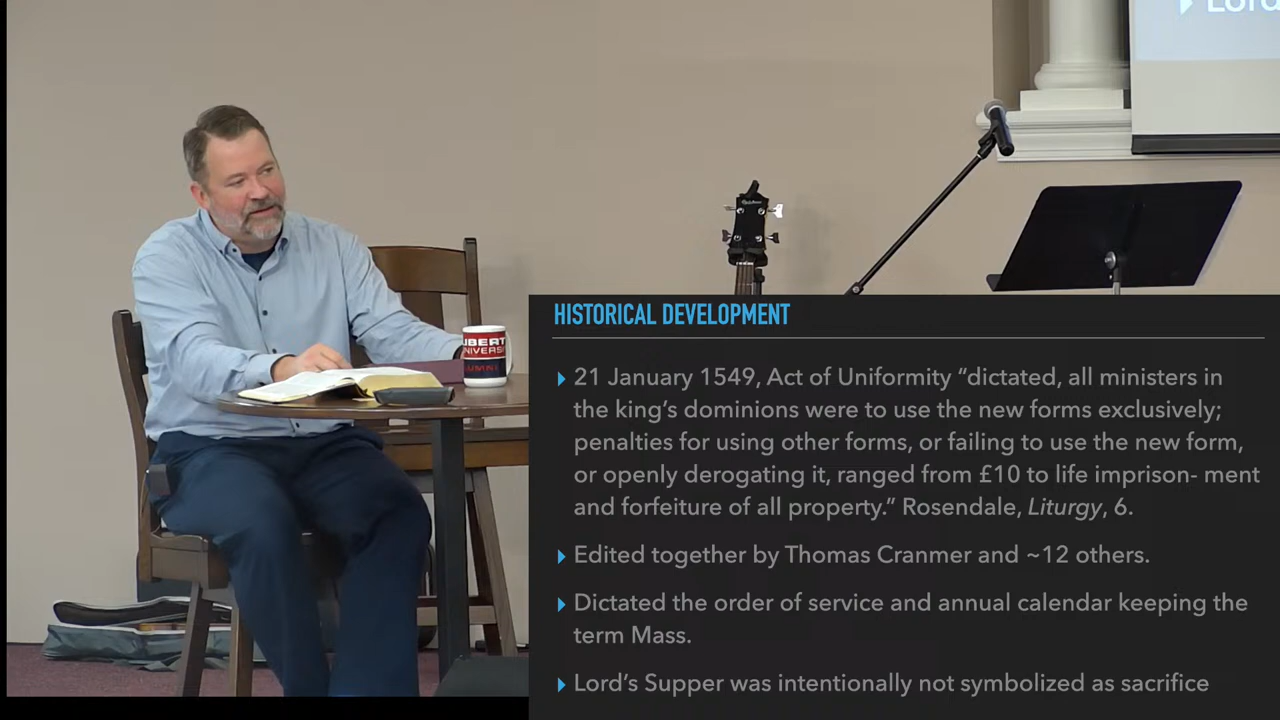 Lord
UBERT
NIVERS
LUMNI
HISTORICAL DEVELOPMENT
21 January 1549, Act of Uniformity “dictated, all ministers in
the king’s dominions were to use the new forms exclusively;
penalties for using other forms, or failing to use the new form,
or openly derogating it, ranged from £10 to life imprison- ment
and forfeiture of all property.” Rosendale, Liturgy, 6.
Edited together by Thomas Cranmer and ~12 others.
Dictated the order of service and annual calendar keeping the
term Mass.
Lord’s Supper was intentionally not symbolized as sacrifice